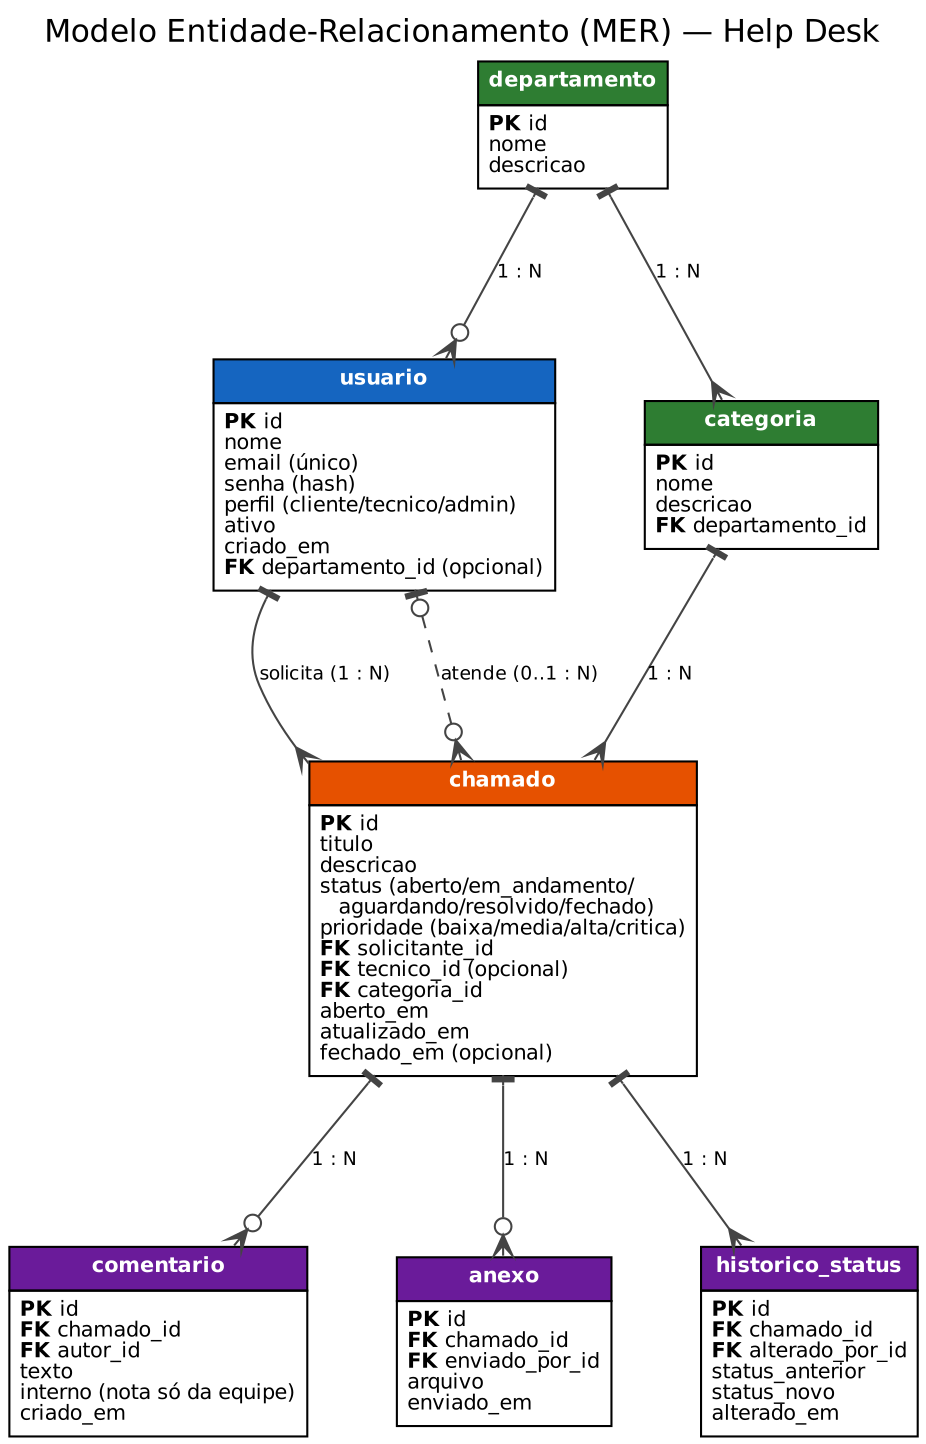 Modelo Entidade-Relacionamento (MER) — Help Desk
departamento
PK id
nome
descricao
1 : N
1 : N
usuario
PK id
nome
email (único)
senha (hash)
perfil (cliente/tecnico/admin)
ativo
criado_em
FK departamento_id (opcional)
categoria
PK id
nome
descricao
FK departamento_id
solicita (1 : N)
atende (0..1 : N)
1 : N
chamado
PK id
titulo
descricao
status (aberto/em_andamento/
aguardando/resolvido/fechado)
prioridade (baixa/media/alta/critica)
FK solicitante_id
FK tecnico_id (opcional)
FK categoria_id
aberto_em
atualizado_em
fechado_em (opcional)
1 : N
1 : N
1 : N
comentario
PK id
FK chamado_id
FK autor_id
texto
interno (nota só da equipe)
criado_em
anexo
PK id
FK chamado_id
FK enviado_por_id
arquivo
enviado_em
historico_status
PK id
FK chamado_id
FK alterado_por_id
status_anterior
status_novo
alterado_em